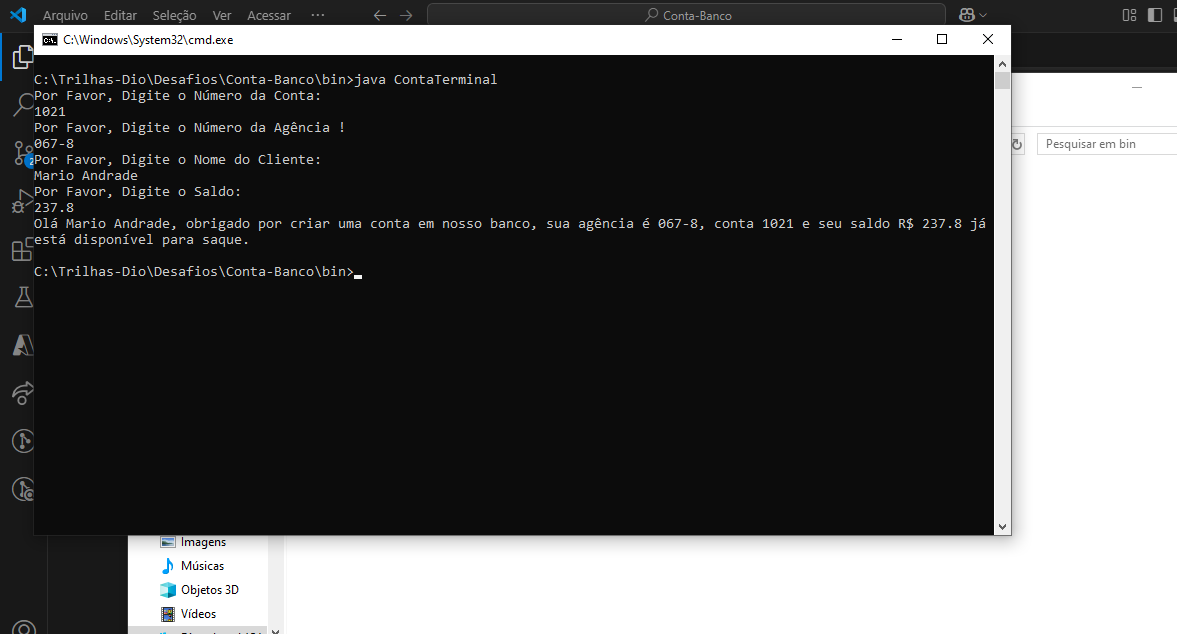 Arquivo Editar Seleção Ver Acessar ··· Conta-Banco
C:\Windows\System32\cmd.exe
C:\Trilhas-Dio\Desafios\Conta-Banco\bin>java ContaTerminal
Por Favor, Digite o Número da Conta:
1021
Por Favor, Digite o Número da Agência !
067-8
Por Favor, Digite o Nome do Cliente:
Mario Andrade
Por Favor, Digite o Saldo:
237.8
Olá Mario Andrade, obrigado por criar uma conta em nosso banco, sua agência é 067-8, conta 1021 e seu saldo R$ 237.8 já
está disponível para saque.
C:\Trilhas-Dio\Desafios\Conta-Banco\bin>
Pesquisar em bin
2
Imagens
Músicas
Objetos 3D
Vídeos